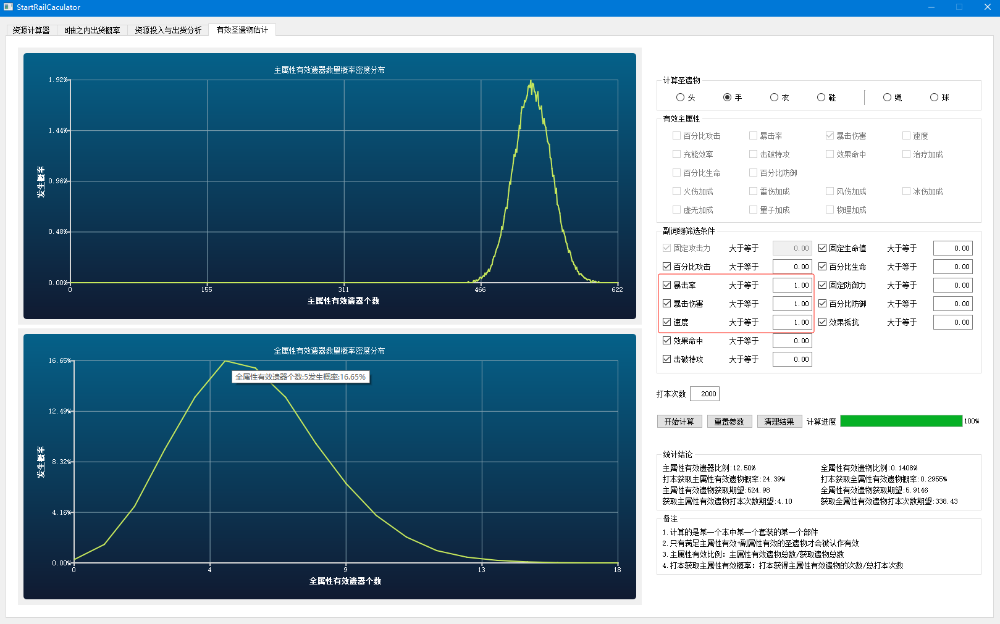 StartRailCaculator
资源计算器 N抽之内出货概率 资源投入与出货分析 有效圣遗物估计
主属性有效遗器数量概率密度分布
1.92%
1.44%
0.96%
0.48%
0.00%
发生概率
0 155 311 466 622
主属性有效遗器个数
全属性有效遗器数量概率密度分布
16.65%
12.49%
8.32%
4.16%
0.00%
发生概率
全属性有效遗器个数:5发生概率:16.65%
0 4 9 13 18
全属性有效遗器个数
计算圣遗物
头 手 衣 鞋 绳 球
有效主属性
百分比攻击 暴击率 暴击伤害 速度
充能效率 击破特攻 效果命中 治疗加成
百分比生命 百分比防御
火伤加成 雷伤加成 风伤加成 冰伤加成
虚无加成 量子加成 物理加成
副词缀筛选条件
固定攻击力 大于等于 0.00 固定生命值 大于等于 0.00
百分比攻击 大于等于 0.00 百分比生命 大于等于 0.00
暴击率 大于等于 1.00 固定防御力 大于等于 0.00
暴击伤害 大于等于 1.00 百分比防御 大于等于 0.00
速度 大于等于 1.00 效果抵抗 大于等于 0.00
效果命中 大于等于 0.00
击破特攻 大于等于 0.00
打本次数 2000
开始计算 重置参数 清理结果 计算进度 100%
统计结论
主属性有效遗器比例:12.50% 全属性有效遗物比例:0.1408%
打本获取主属性有效遗物概率:24.39% 打本获取全属性有效遗物概率:0.2955%
主属性有效遗物获取期望:524.98 全属性有效遗物获取期望:5.9146
获取主属性有效遗物打本次数期望:4.10 获取全属性有效遗物打本次数期望:338.43
备注
1.计算的是某一个本中某一个套装的某一个部件
2.只有满足主属性有效+副属性有效的圣遗物才会被认作有效
3.主属性有效比例：主属性有效遗物总数/获取遗物总数
4.打本获取主属性有效概率：打本获得主属性有效遗物的次数/总打本次数